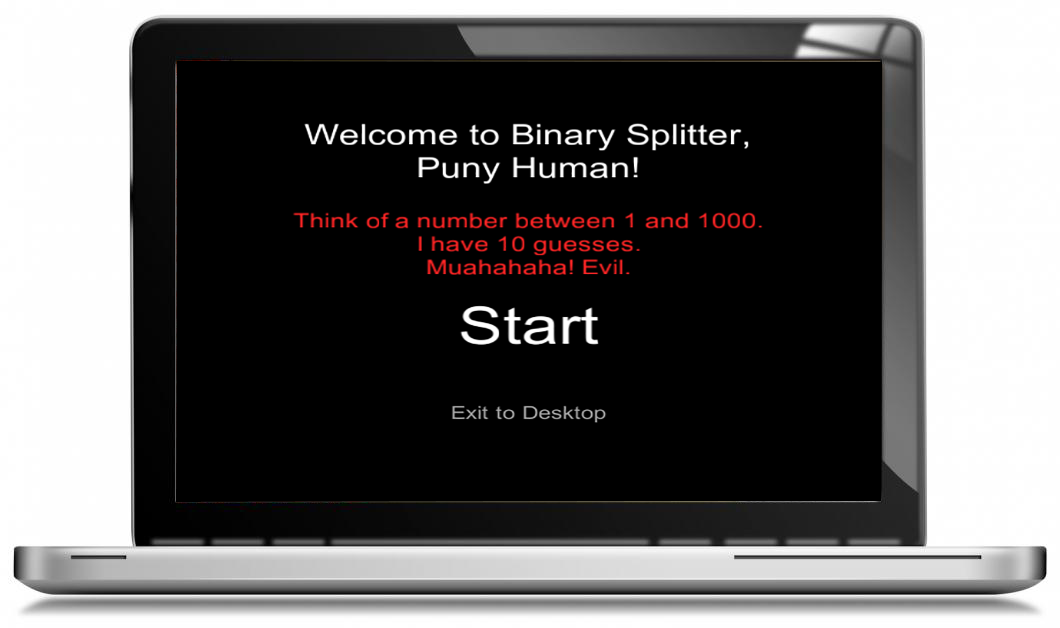 Welcome to Binary Splitter,
Puny Human!
Think of a number between 1 and 1000.
I have 10 guesses.
Muahahaha! Evil.
Start
Exit to Desktop